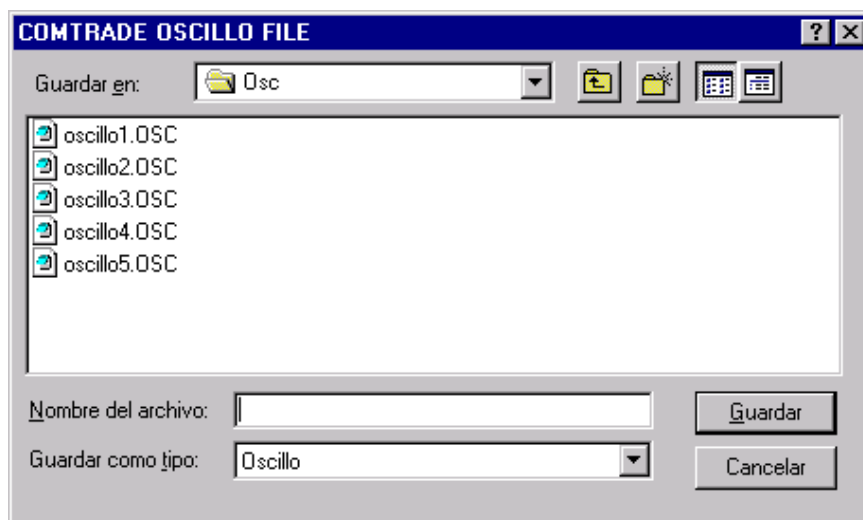 COMTRADE OSCILLO FILE
Guardar en: Osc
oscillo1.OSC
oscillo2.OSC
oscillo3.OSC
oscillo4.OSC
oscillo5.OSC
Nombre del archivo: Guardar
Guardar como tipo: Oscillo Cancelar